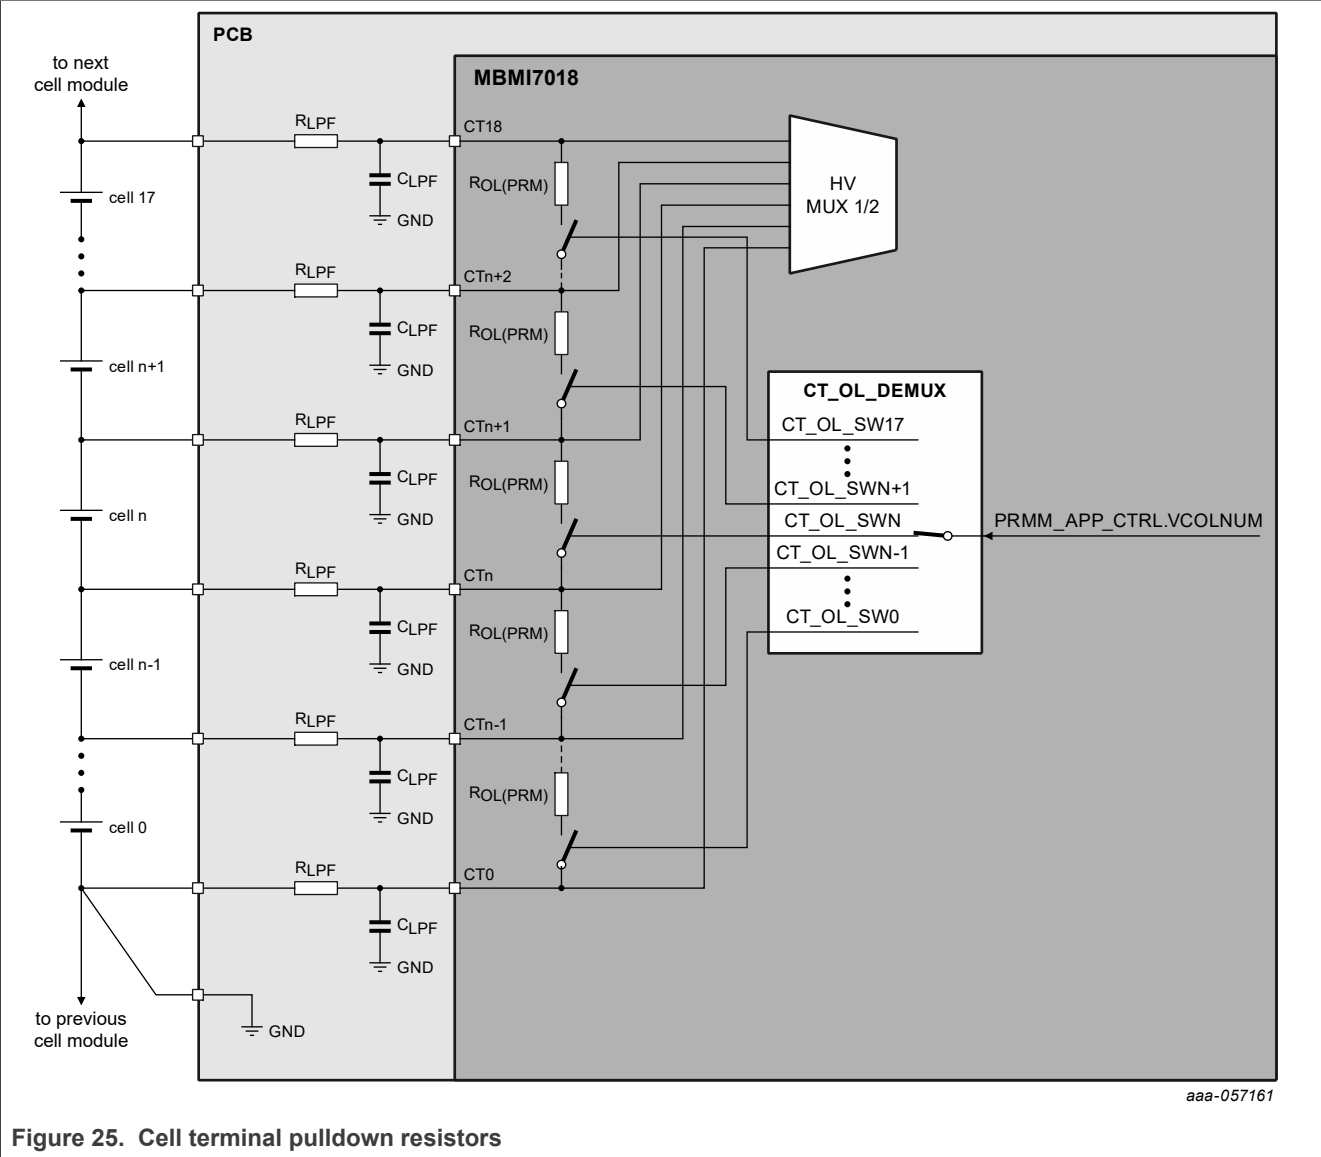 PCB
to next
cell module
MBMI7018
RLPF
CT18
CLPF
ROL(PRM)
HV
MUX 1/2
cell 17
GND
RLPF
CTn+2
CLPF
ROL(PRM)
cell n+1
GND
CT_OL_DEMUX
RLPF
CTn+1
CT_OL_SW17
CLPF
ROL(PRM)
CT_OL_SWN+1
cell n
GND
CT_OL_SWN
PRMM_APP_CTRL.VCOLNUM
CT_OL_SWN-1
RLPF
CTn
CT_OL_SW0
CLPF
ROL(PRM)
cell n-1
GND
RLPF
CTn-1
CLPF
ROL(PRM)
cell 0
GND
RLPF
CT0
CLPF
GND
to previous
cell module
GND
aaa-057161
Figure 25. Cell terminal pulldown resistors